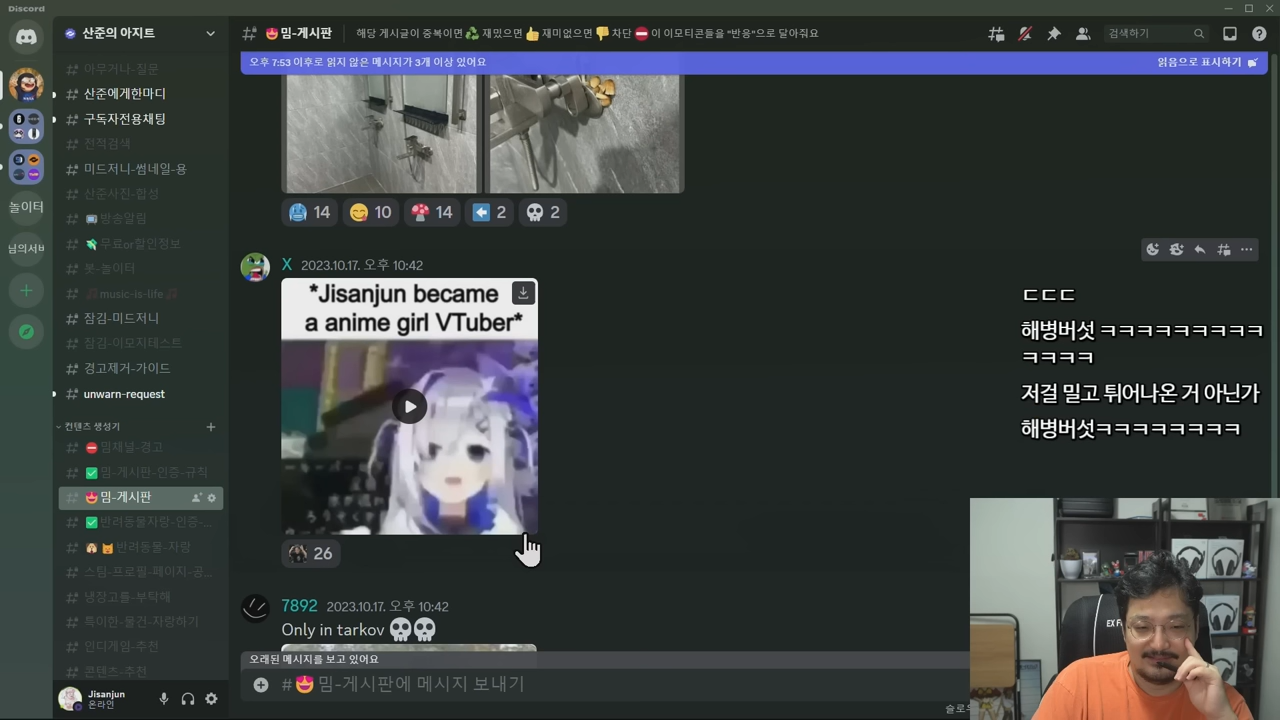 Discord
산준의 아지트
아무거나-질문
산준에게한마디
구독자전용채팅
전적검색
미드저니-썸네일-용
산준사진-합성
방송알림
놀이터
무료or할인정보
님의서버
봇-놀이터
music-is-life
잠김-미드저니
잠김-이모지테스트
경고제거-가이드
unwarn-request
컨텐츠 생성기
밈채널-경고
밈-게시판-인증-규칙
밈-게시판
반려동물자랑-인증-...
반려동물-자랑
스팀-프로필-페이지-공...
냉장고를-부탁해
특이한-물건-자랑하기
인디게임-추천
콘텐츠-추천
Jisanjun
온라인
😍밈-게시판
해당 게시글이 중복이면♻️ 재밌으면👍 재미없으면👎 차단⛔ 이 이모티콘들을 "반응"으로 달아줘요
검색하기
오후 7:53 이후로 읽지 않은 메시지가 3개 이상 있어요
읽음으로 표시하기
14 10 14 2 2
X 2023.10.17. 오후 10:42
*Jisanjun became
a anime girl VTuber*
26
7892 2023.10.17. 오후 10:42
Only in tarkov 💀💀
오래된 메시지를 보고 있어요
#😍밈-게시판에 메시지 보내기
ㄷㄷㄷ
해병버섯 ㅋㅋㅋㅋㅋㅋㅋㅋㅋ
ㅋㅋㅋㅋ
저걸 밀고 튀어나온 거 아닌가
해병버섯ㅋㅋㅋㅋㅋㅋㅋㅋ